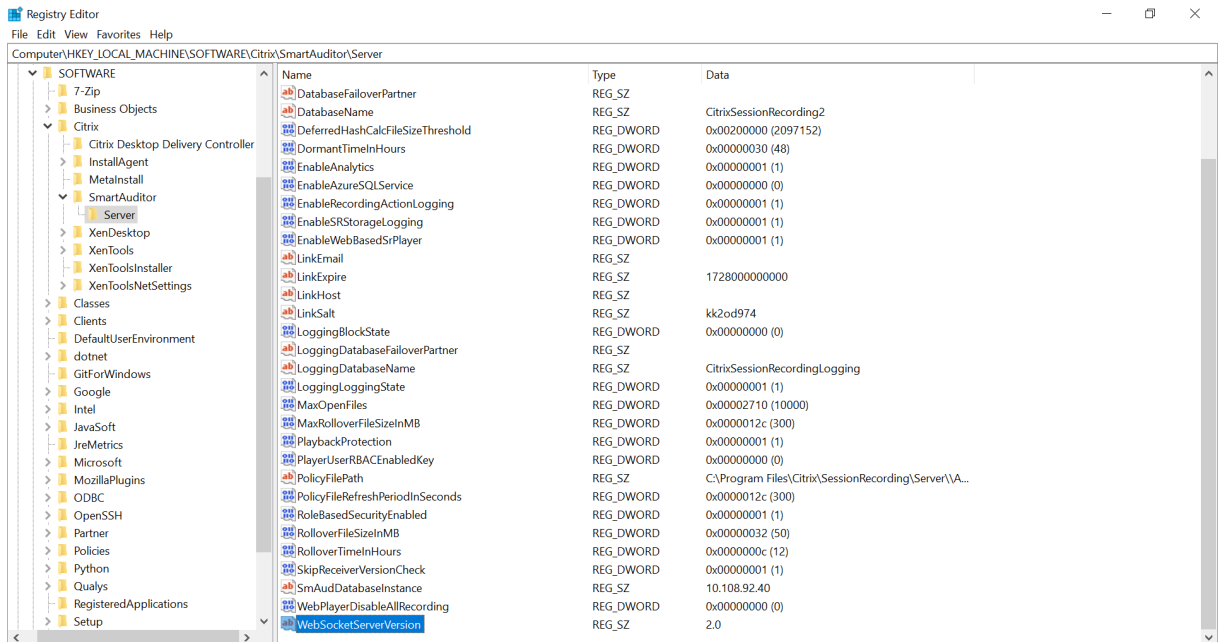 Registry Editor
File Edit View Favorites Help
Computer\HKEY_LOCAL_MACHINE\SOFTWARE\Citrix\SmartAuditor\Server
SOFTWARE
7-Zip
Business Objects
Citrix
Citrix Desktop Delivery Controller
InstallAgent
MetaInstall
SmartAuditor
Server
XenDesktop
XenTools
XenToolsInstaller
XenToolsNetSettings
Classes
Clients
DefaultUserEnvironment
dotnet
GitForWindows
Google
Intel
JavaSoft
JreMetrics
Microsoft
MozillaPlugins
ODBC
OpenSSH
Partner
Policies
Python
Qualys
RegisteredApplications
Setup
Name Type Data
DatabaseFailoverPartner REG_SZ
DatabaseName REG_SZ CitrixSessionRecording2
DeferredHashCalcFileSizeThreshold REG_DWORD 0x00200000 (2097152)
DormantTimeInHours REG_DWORD 0x00000030 (48)
EnableAnalytics REG_DWORD 0x00000001 (1)
EnableAzureSQLService REG_DWORD 0x00000000 (0)
EnableRecordingActionLogging REG_DWORD 0x00000001 (1)
EnableSRStorageLogging REG_DWORD 0x00000001 (1)
EnableWebBasedSrPlayer REG_DWORD 0x00000001 (1)
LinkEmail REG_SZ
LinkExpire REG_SZ 1728000000000
LinkHost REG_SZ
LinkSalt REG_SZ kk2od974
LoggingBlockState REG_DWORD 0x00000000 (0)
LoggingDatabaseFailoverPartner REG_SZ
LoggingDatabaseName REG_SZ CitrixSessionRecordingLogging
LoggingLoggingState REG_DWORD 0x00000001 (1)
MaxOpenFiles REG_DWORD 0x00002710 (10000)
MaxRolloverFileSizeInMB REG_DWORD 0x0000012c (300)
PlaybackProtection REG_DWORD 0x00000001 (1)
PlayerUserRBACEnabledKey REG_DWORD 0x00000000 (0)
PolicyFilePath REG_SZ C:\Program Files\Citrix\SessionRecording\Server\\A...
PolicyFileRefreshPeriodInSeconds REG_DWORD 0x0000012c (300)
RoleBasedSecurityEnabled REG_DWORD 0x00000001 (1)
RolloverFileSizeInMB REG_DWORD 0x00000032 (50)
RolloverTimeInHours REG_DWORD 0x0000000c (12)
SkipReceiverVersionCheck REG_DWORD 0x00000001 (1)
SmAudDatabaseInstance REG_SZ 10.108.92.40
WebPlayerDisableAllRecording REG_DWORD 0x00000000 (0)
WebSocketServerVersion REG_SZ 2.0